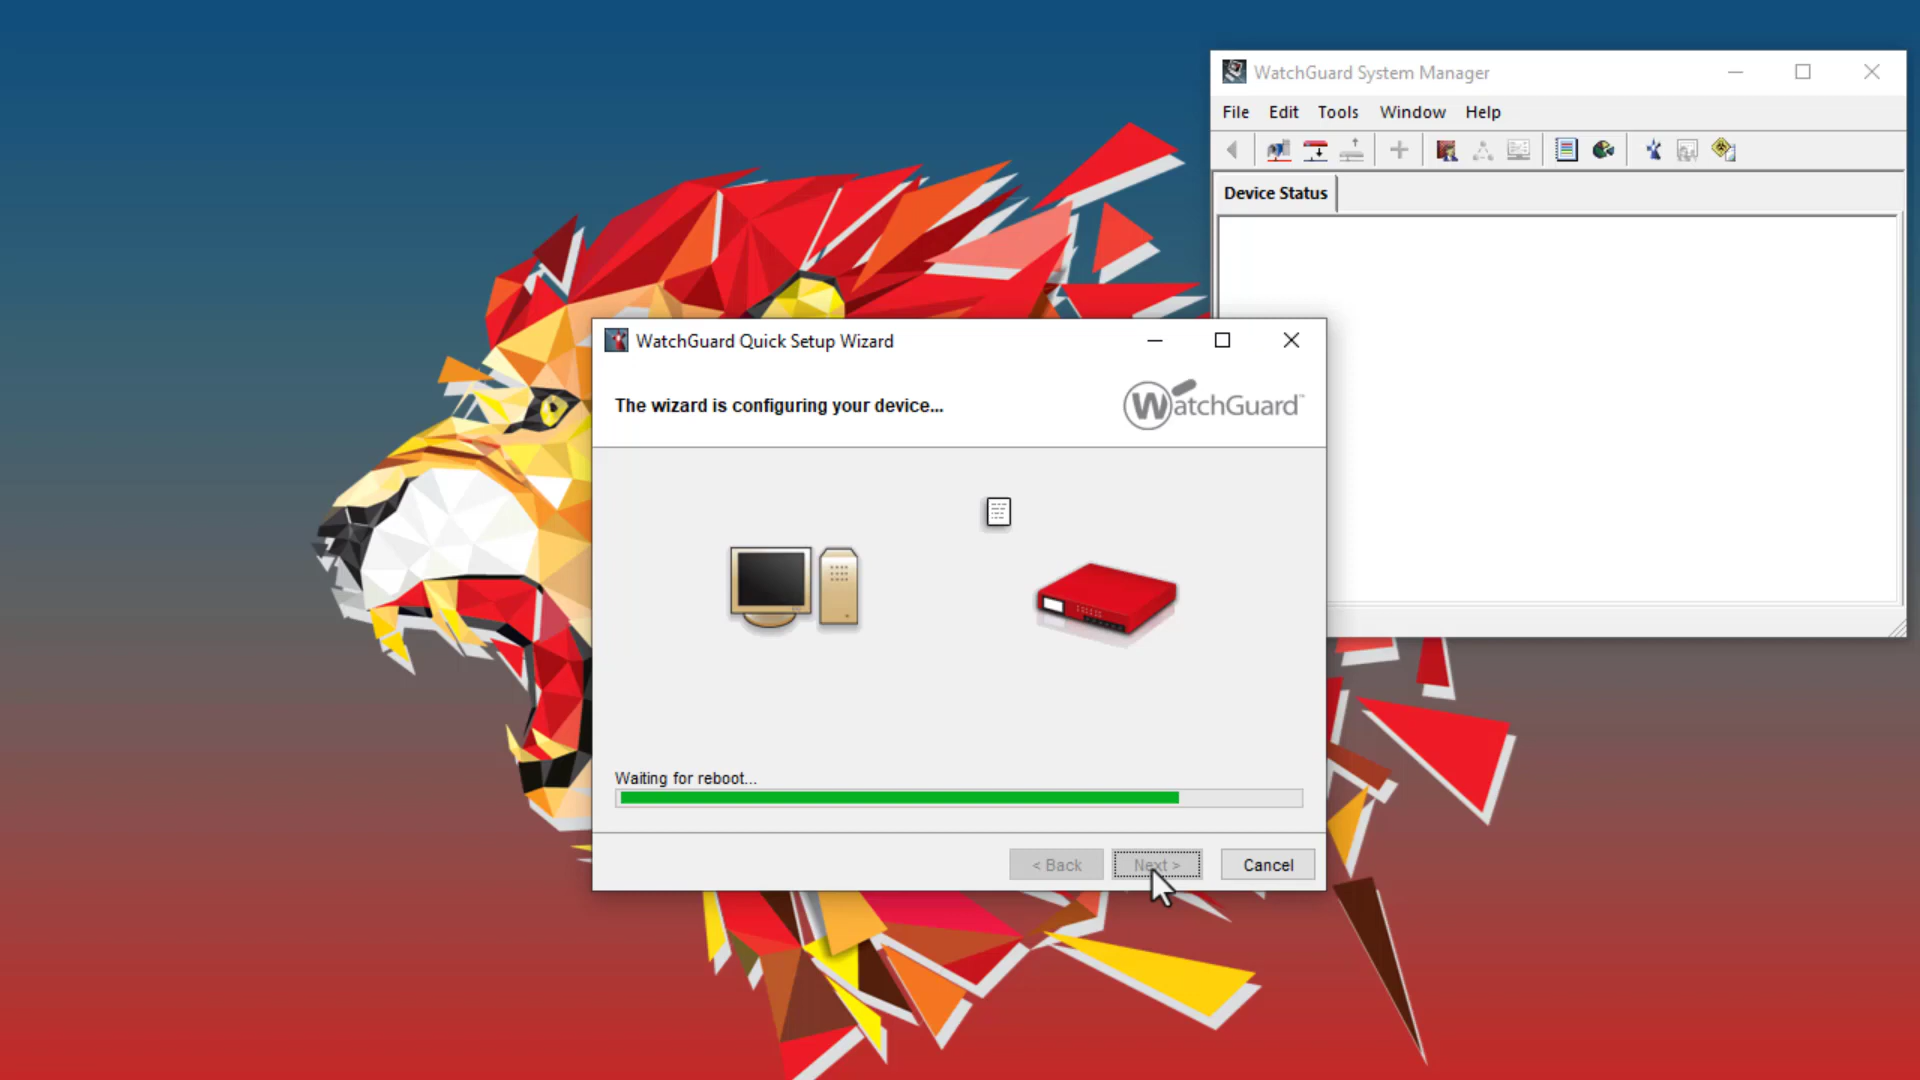 WatchGuard System Manager
File Edit Tools Window Help
Device Status
WatchGuard Quick Setup Wizard
The wizard is configuring your device...
WatchGuard™
Waiting for reboot...
< Back Next > Cancel